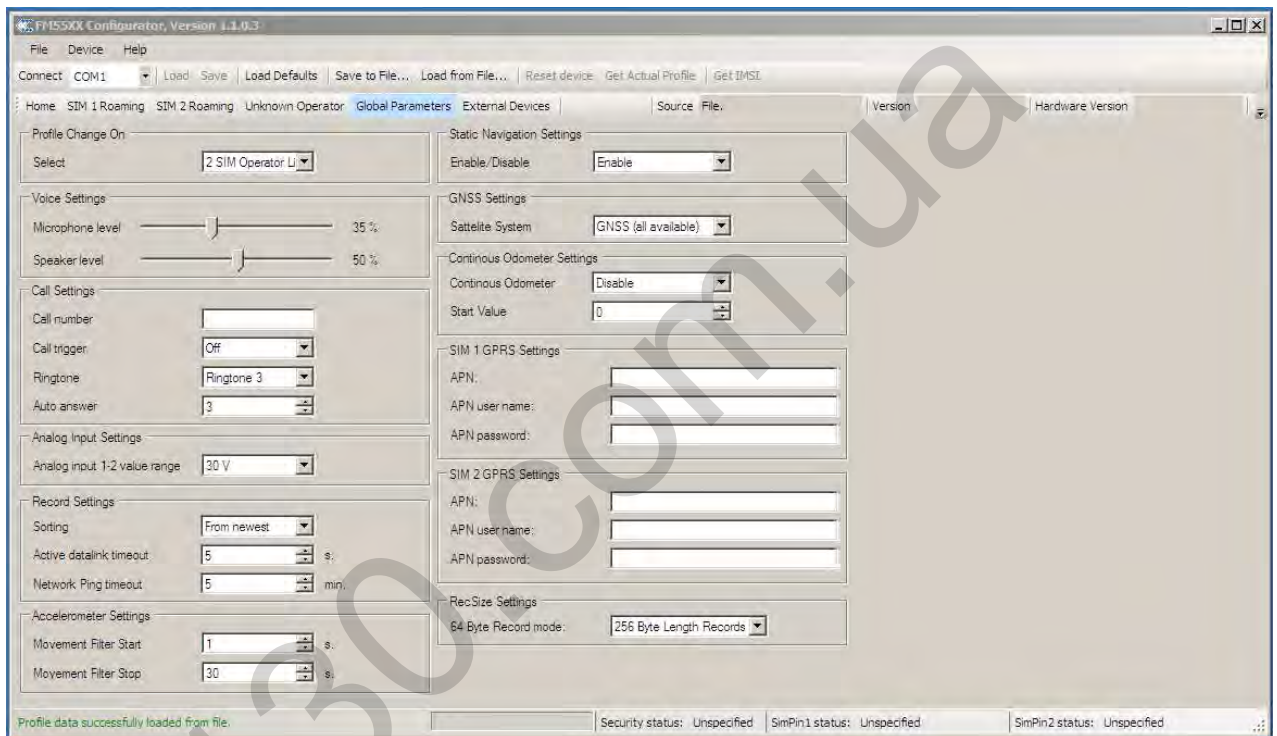 FM55XX Configurator, Version 1.1.0.3
File Device Help
Connect COM1 Load Save Load Defaults Save to File... Load from File... Reset device Get Actual Profile Get IMSI
Home SIM 1 Roaming SIM 2 Roaming Unknown Operator Global Parameters External Devices Source File. Version Hardware Version
Profile Change On
Select 2 SIM Operator Li
Voice Settings
Microphone level 35 %
Speaker level 50 %
Call Settings
Call number
Call trigger Off
Ringtone Ringtone 3
Auto answer 3
Analog Input Settings
Analog input 1-2 value range 30 V
Record Settings
Sorting From newest
Active datalink timeout 5 s.
Network Ping timeout 5 min.
Accelerometer Settings
Movement Filter Start 1 s.
Movement Filter Stop 30 s.
Static Navigation Settings
Enable/Disable Enable
GNSS Settings
Sattelite System GNSS (all available)
Continous Odometer Settings
Continous Odometer Disable
Start Value 0
SIM 1 GPRS Settings
APN:
APN user name:
APN password:
SIM 2 GPRS Settings
APN:
APN user name:
APN password:
RecSize Settings
64 Byte Record mode: 256 Byte Length Records
Profile data successfully loaded from file. Security status: Unspecified SimPin1 status: Unspecified SimPin2 status: Unspecified
30.com.ua